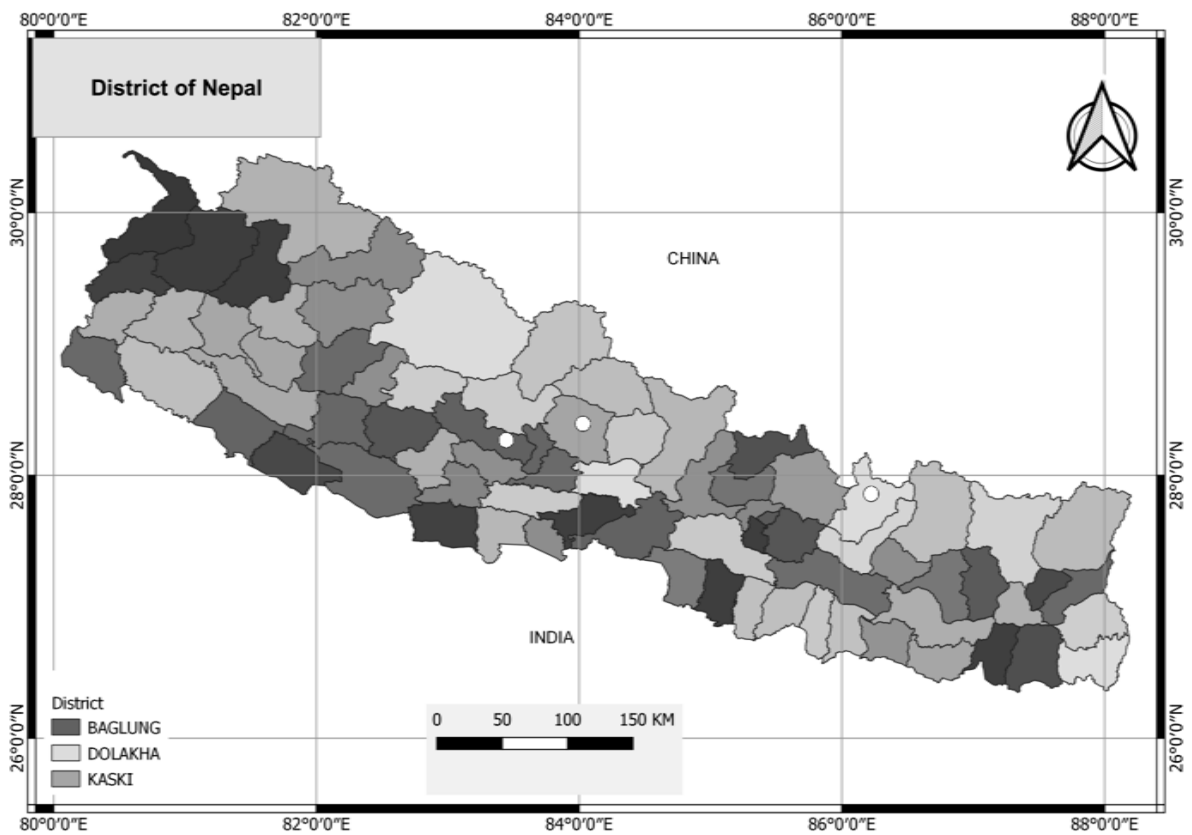 80°0'0"E 82°0'0"E 84°0'0"E 86°0'0"E 88°0'0"E
District of Nepal
30°0'0"N 30°0'0"N
CHINA
28°0'0"N 28°0'0"N
INDIA
District
BAGLUNG
DOLAKHA
KASKI
0 50 100 150 KM
26°0'0"N 26°0'0"N
80°0'0"E 82°0'0"E 84°0'0"E 86°0'0"E 88°0'0"E